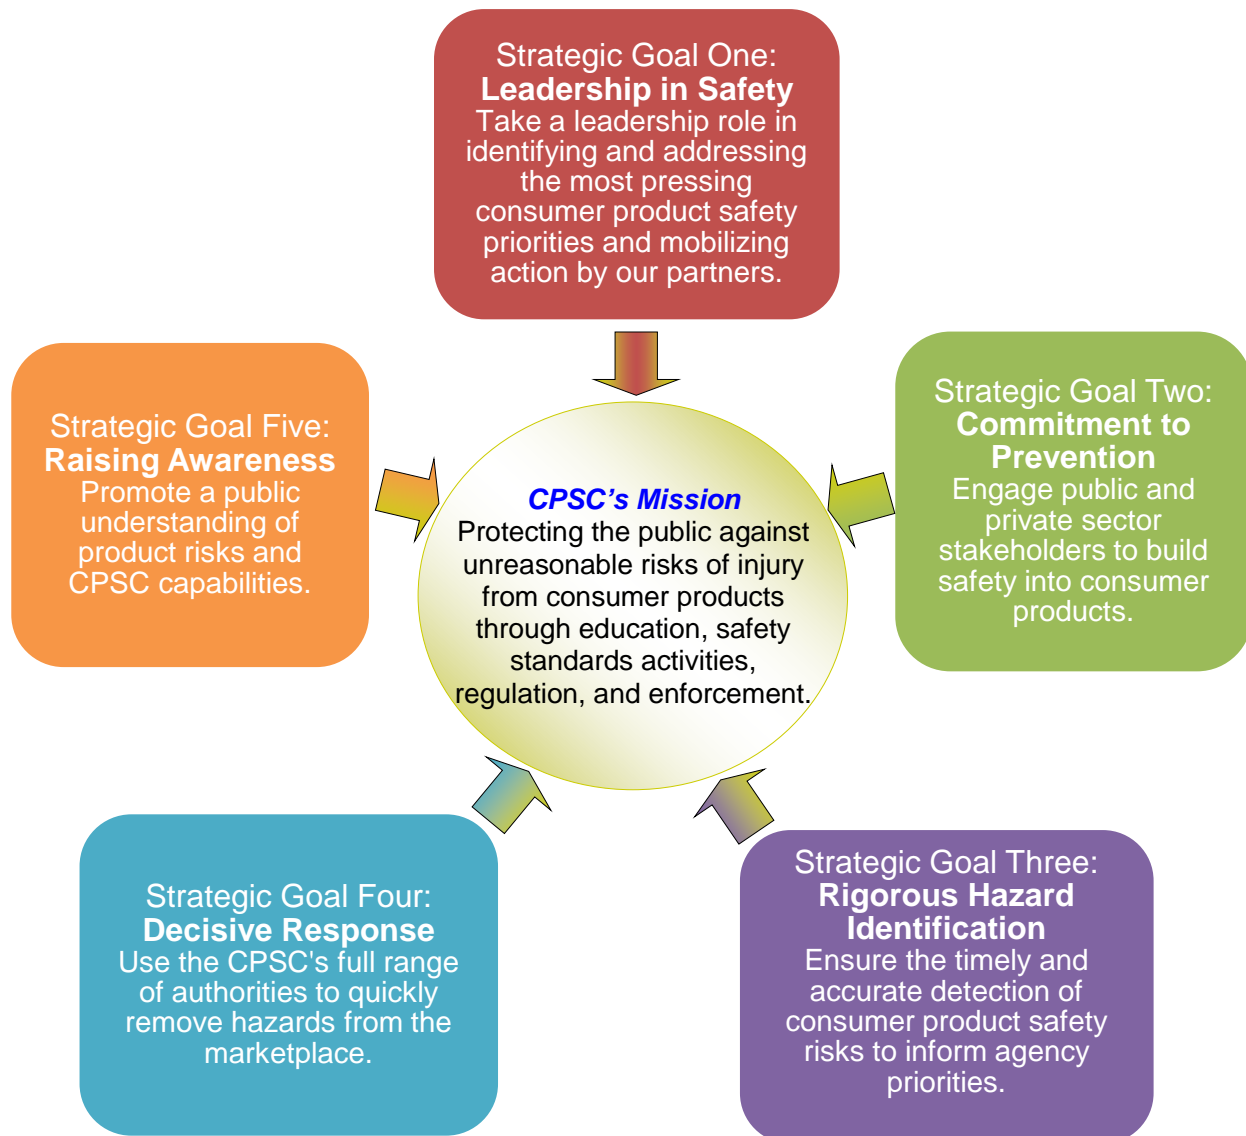 Strategic Goal One:
Leadership in Safety
Take a leadership role in
identifying and addressing
the most pressing
consumer product safety
priorities and mobilizing
action by our partners.
Strategic Goal Two:
Commitment to
Prevention
Engage public and
private sector
stakeholders to build
safety into consumer
products.
Strategic Goal Three:
Rigorous Hazard
Identification
Ensure the timely and
accurate detection of
consumer product safety
risks to inform agency
priorities.
Strategic Goal Four:
Decisive Response
Use the CPSC's full range
of authorities to quickly
remove hazards from the
marketplace.
Strategic Goal Five:
Raising Awareness
Promote a public
understanding of
product risks and
CPSC capabilities.
CPSC’s Mission
Protecting the public against
unreasonable risks of injury
from consumer products
through education, safety
standards activities,
regulation, and enforcement.